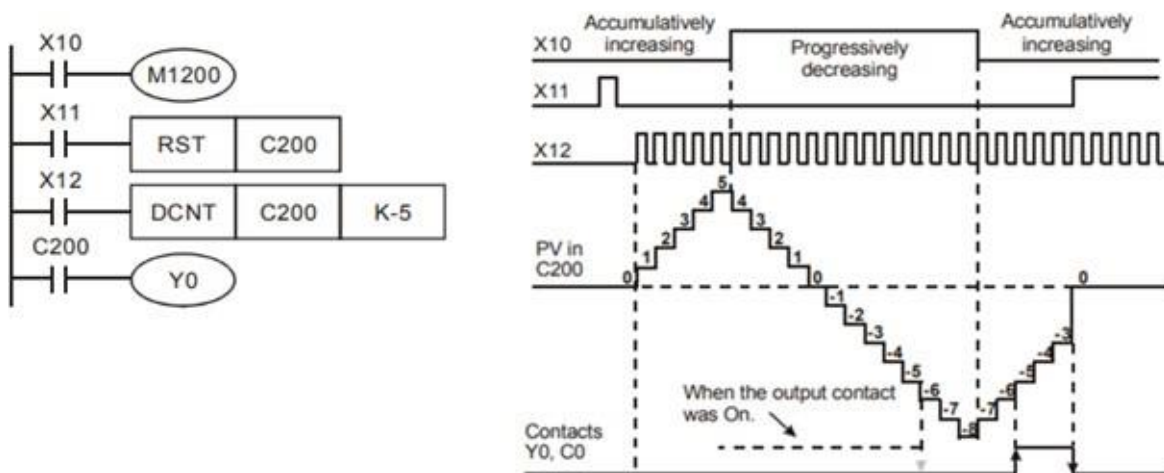 X10
M1200
X11
RST C200
X12
DCNT C200 K-5
C200
Y0
Accumulatively
increasing
Accumulatively
increasing
X10
Progressively
decreasing
X11
X12
PV in
C200
0
1
2
3
4
5
4
3
2
1
0
-1
-2
-3
-4
-5
-6
-7
-8
-7
-6
-5
-4
-3
0
When the output contact
was On.
Contacts
Y0, C0